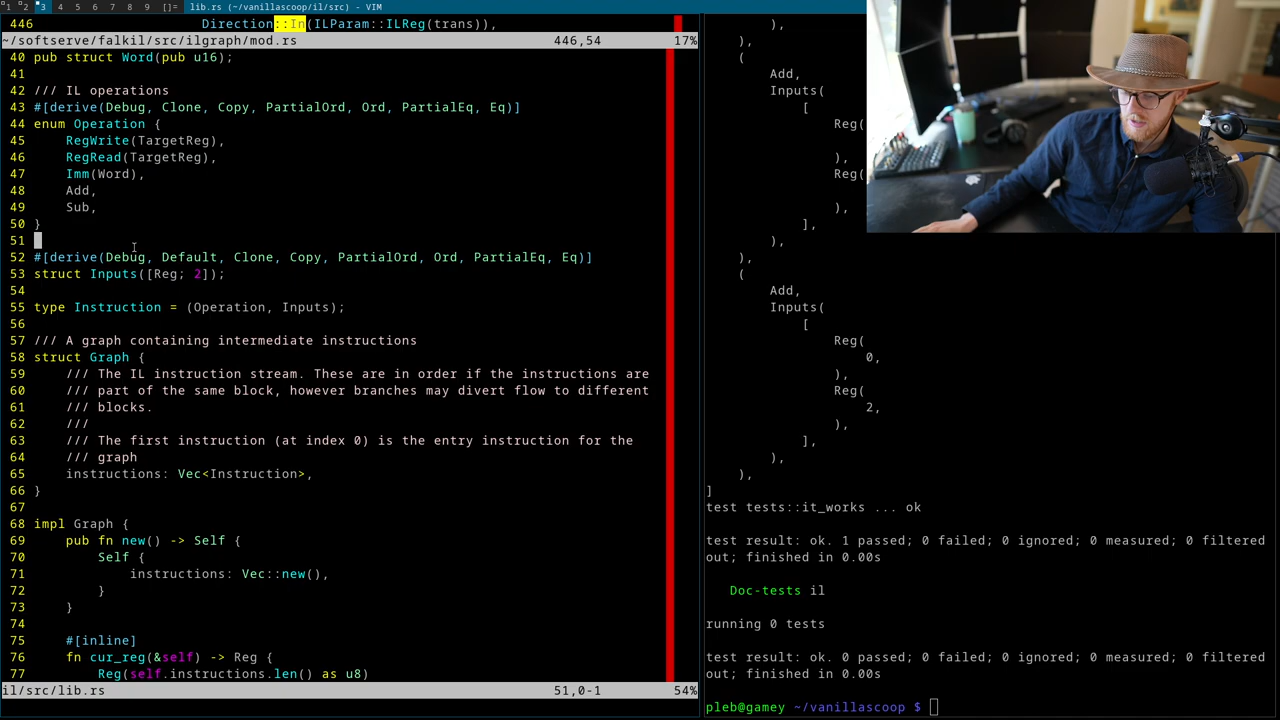 1 2 3 4 5 6 7 8 9 []= lib.rs (~/vanillascoop/il/src) - VIM
446 Direction::In(ILParam::ILReg(trans)),
~/softserve/falkil/src/ilgraph/mod.rs 446,54 17%
40 pub struct Word(pub u16);
41
42 /// IL operations
43 #[derive(Debug, Clone, Copy, PartialOrd, Ord, PartialEq, Eq)]
44 enum Operation {
45 RegWrite(TargetReg),
46 RegRead(TargetReg),
47 Imm(Word),
48 Add,
49 Sub,
50 }
51
52 #[derive(Debug, Default, Clone, Copy, PartialOrd, Ord, PartialEq, Eq)]
53 struct Inputs([Reg; 2]);
54
55 type Instruction = (Operation, Inputs);
56
57 /// A graph containing intermediate instructions
58 struct Graph {
59 /// The IL instruction stream. These are in order if the instructions are
60 /// part of the same block, however branches may divert flow to different
61 /// blocks.
62 ///
63 /// The first instruction (at index 0) is the entry instruction for the
64 /// graph
65 instructions: Vec<Instruction>,
66 }
67
68 impl Graph {
69 pub fn new() -> Self {
70 Self {
71 instructions: Vec::new(),
72 }
73 }
74
75 #[inline]
76 fn cur_reg(&self) -> Reg {
77 Reg(self.instructions.len() as u8)
il/src/lib.rs 51,0-1 54%
),
),
(
Add,
Inputs(
[
Reg(
),
Reg(
),
],
),
),
(
Add,
Inputs(
[
Reg(
0,
),
Reg(
2,
),
],
),
),
]
test tests::it_works ... ok
test result: ok. 1 passed; 0 failed; 0 ignored; 0 measured; 0 filtered
out; finished in 0.00s
Doc-tests il
running 0 tests
test result: ok. 0 passed; 0 failed; 0 ignored; 0 measured; 0 filtered
out; finished in 0.00s
pleb@gamey ~/vanillascoop $